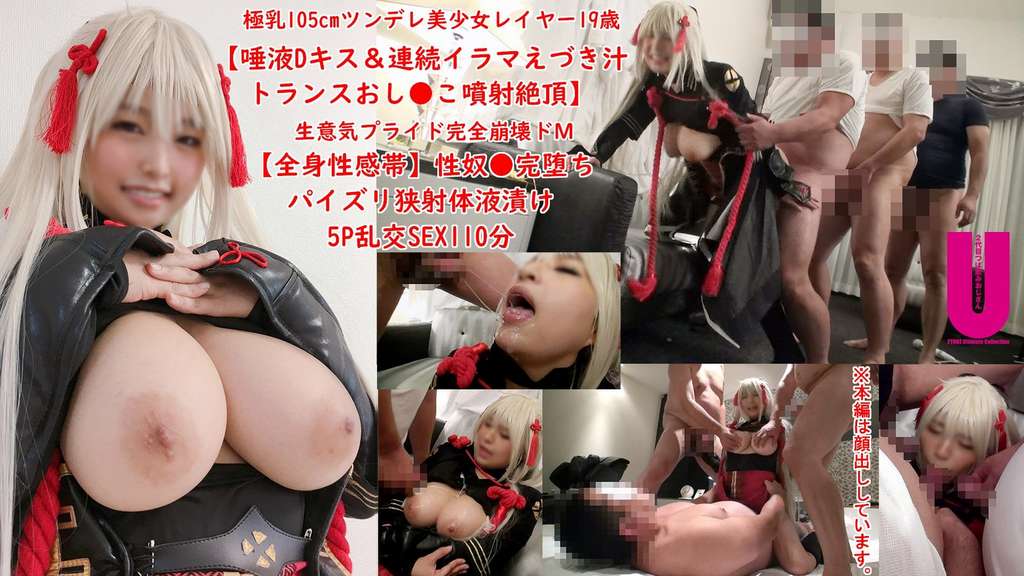 極乳105cmツンデレ美少女レイヤー19歳
【唾液Dキス＆連続イラマえづき汁
トランスおし●こ噴射絶頂】
生意気プライド完全崩壊ドM
【全身性感帯】性奴●完堕ち
パイズリ狭射体液漬け
5P乱交SEX110分
U
※本編は顔出ししています。